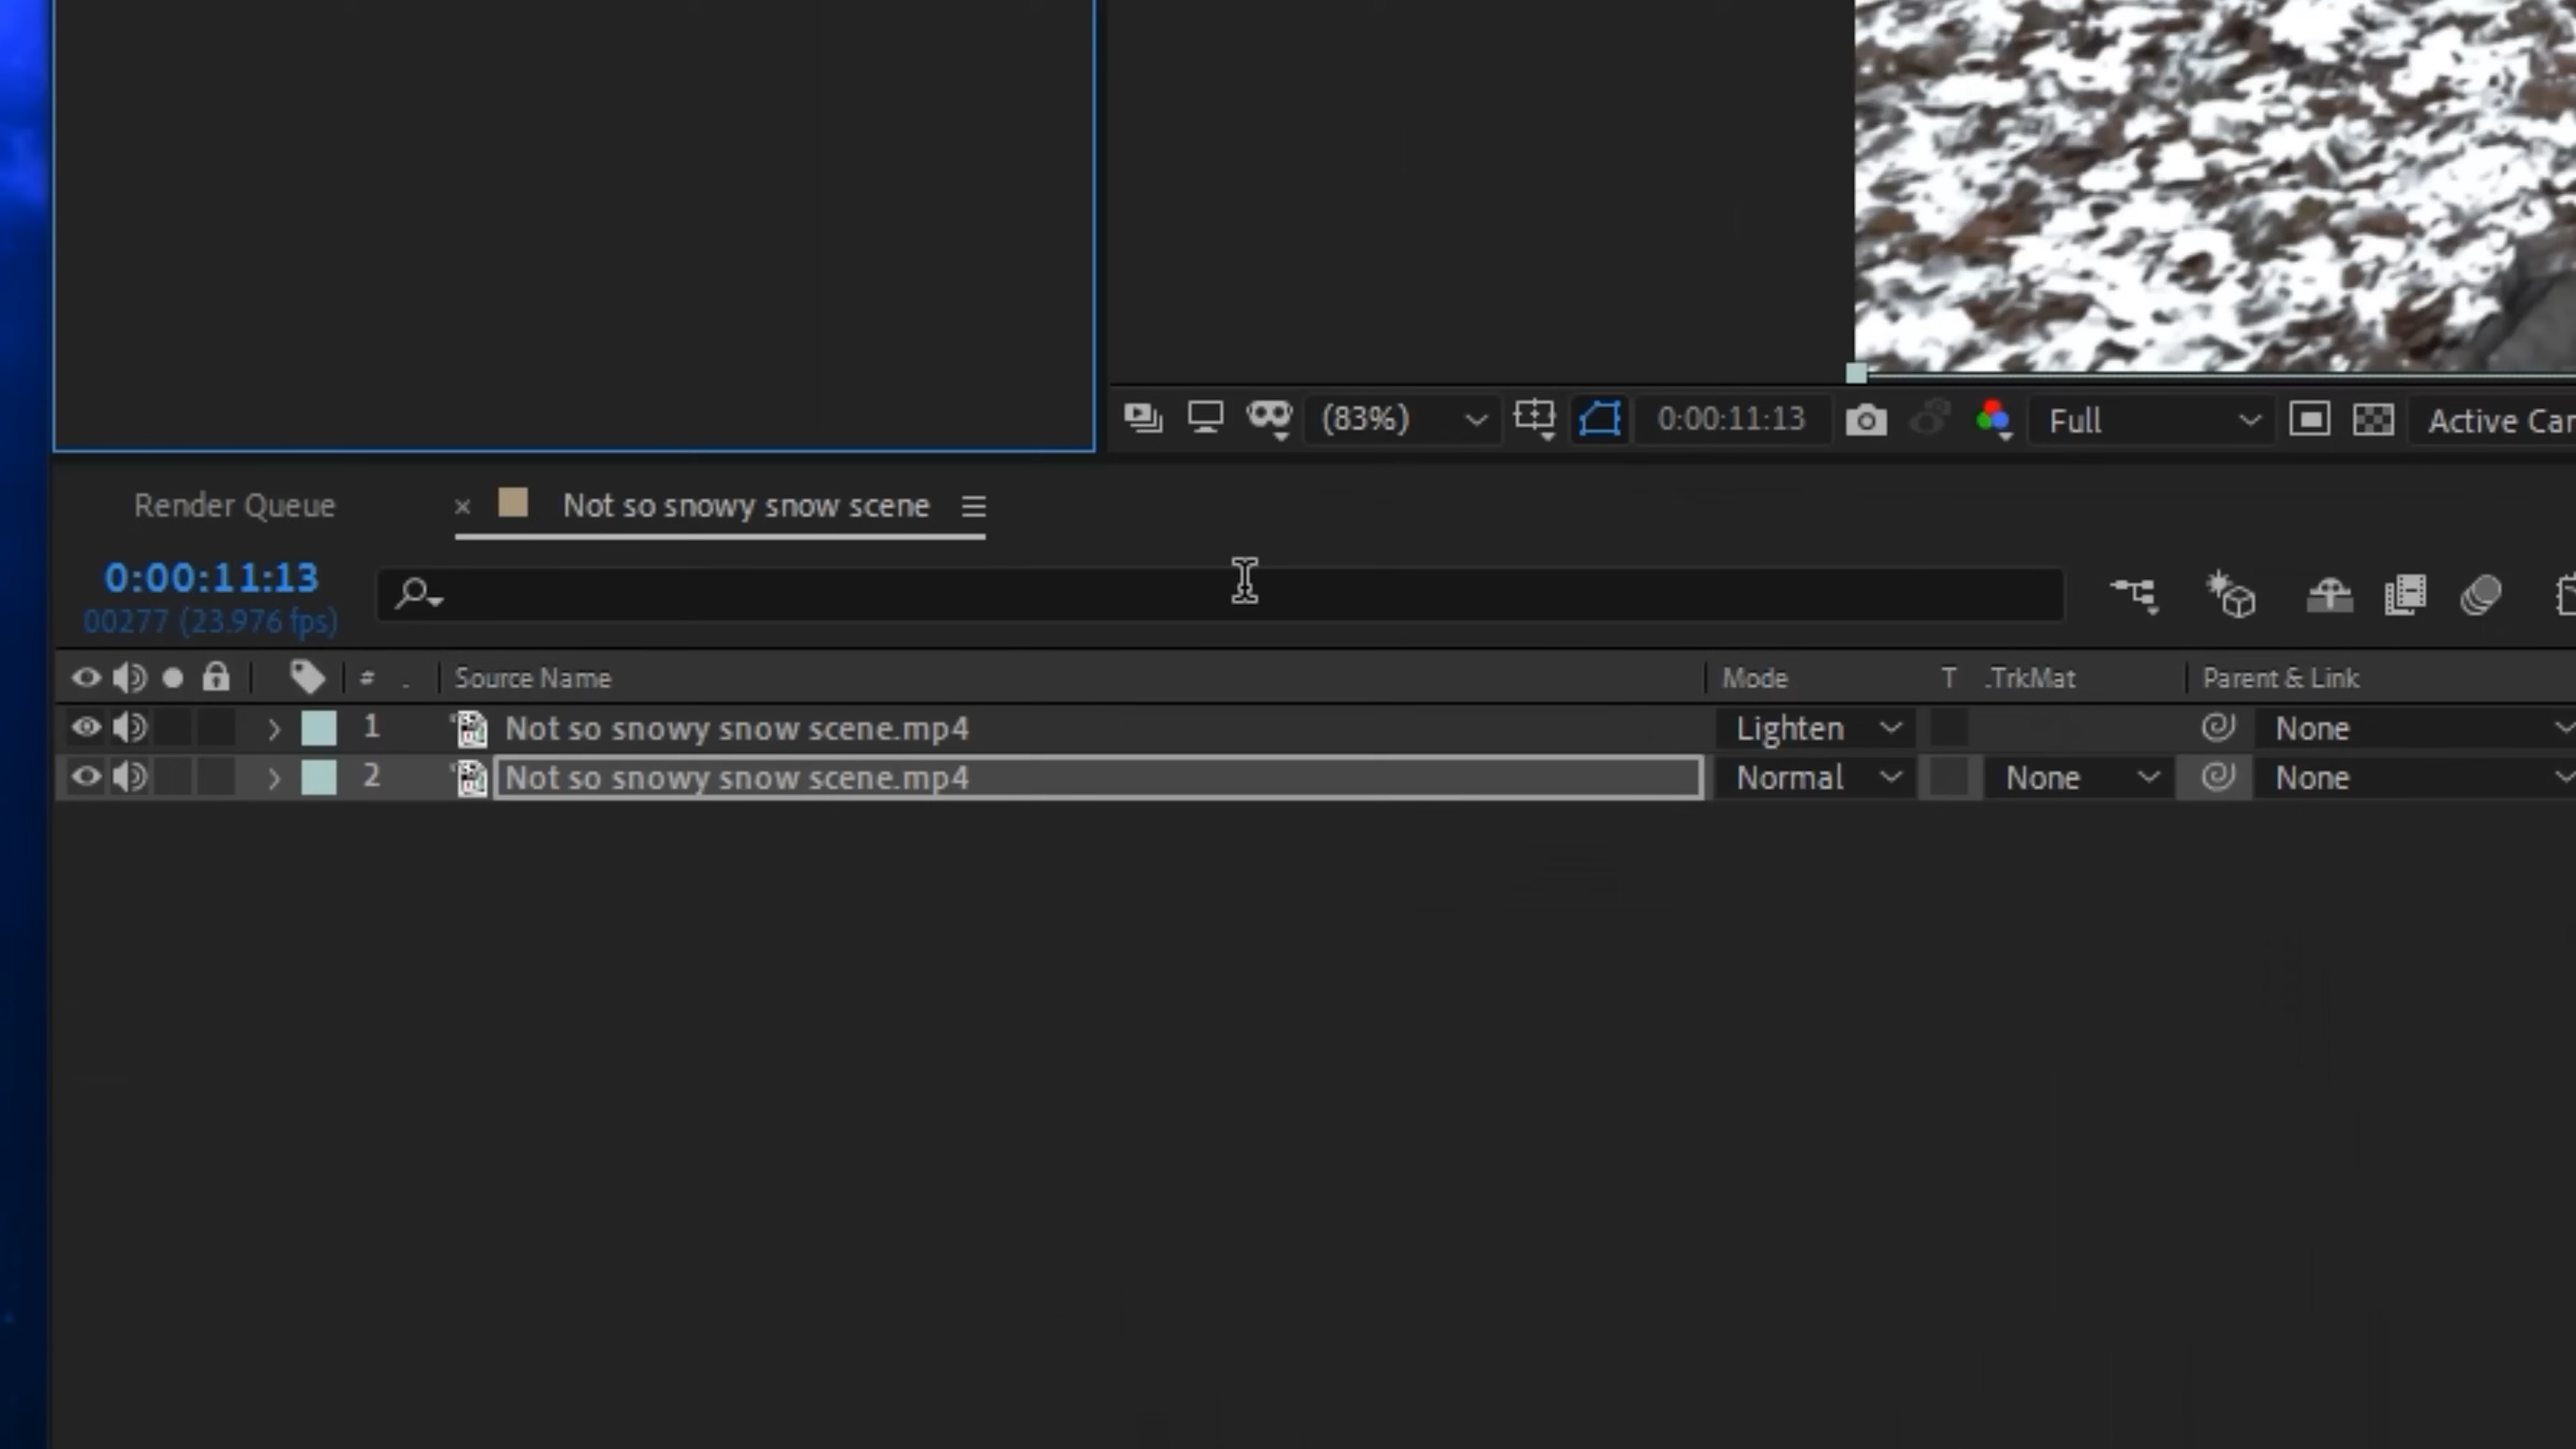 (83%) 0:00:11:13 Full Active Car
Render Queue × Not so snowy snow scene
0:00:11:13
00277 (23.976 fps)
# . Source Name Mode T .TrkMat Parent & Link
1 Not so snowy snow scene.mp4 Lighten None
2 Not so snowy snow scene.mp4 Normal None None